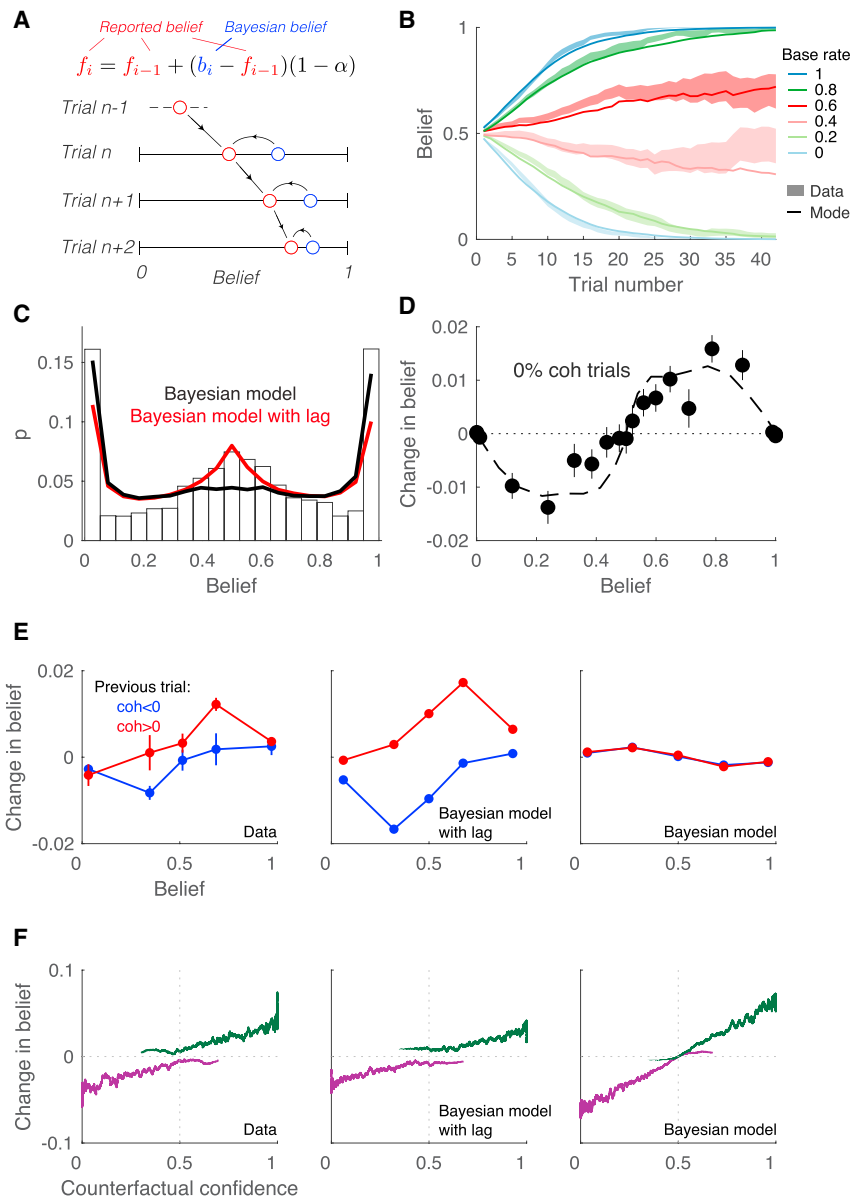 A
Reported belief
Bayesian belief
fᵢ = fᵢ₋₁ + (bᵢ − fᵢ₋₁)(1 − α)
Trial n-1
Trial n
Trial n+1
Trial n+2
0
Belief
1
B
1
0.5
1
Belief
0
5
10
15
20
25
30
35
40
Trial number
Base rate
1
0.8
0.6
0.4
0.2
0
Data
Mode
C
0.15
0.1
0.05
0
p
Bayesian model
Bayesian model with lag
0
0.2
0.4
0.6
0.8
1
Belief
D
0.02
0.01
0
-0.01
-0.02
Change in belief
0% coh trials
0
0.2
0.4
0.6
0.8
1
Belief
E
0.02
0
-0.02
Change in belief
Previous trial:
coh<0
coh>0
Data
0
0.5
1
Belief
Bayesian model
with lag
0
0.5
1
Bayesian model
0
0.5
1
F
0.1
0
-0.1
Change in belief
Data
0
0.5
1
Counterfactual confidence
Bayesian model
with lag
0
0.5
1
Bayesian model
0
0.5
1